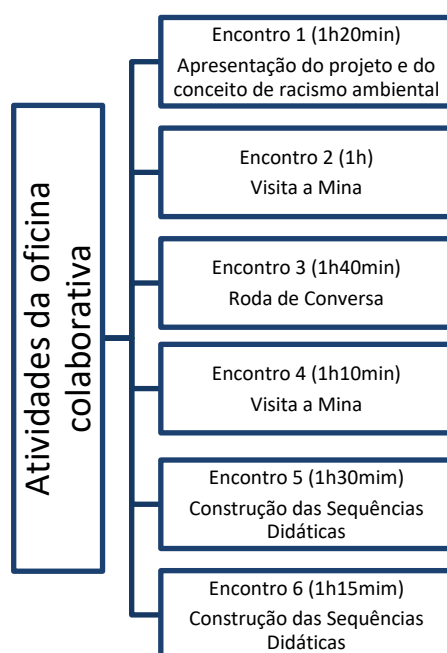 Atividades da oficina
colaborativa
Encontro 1 (1h20min)
Apresentação do projeto e do
conceito de racismo ambiental
Encontro 2 (1h)
Visita a Mina
Encontro 3 (1h40min)
Roda de Conversa
Encontro 4 (1h10min)
Visita a Mina
Encontro 5 (1h30mim)
Construção das Sequências
Didáticas
Encontro 6 (1h15mim)
Construção das Sequências
Didáticas